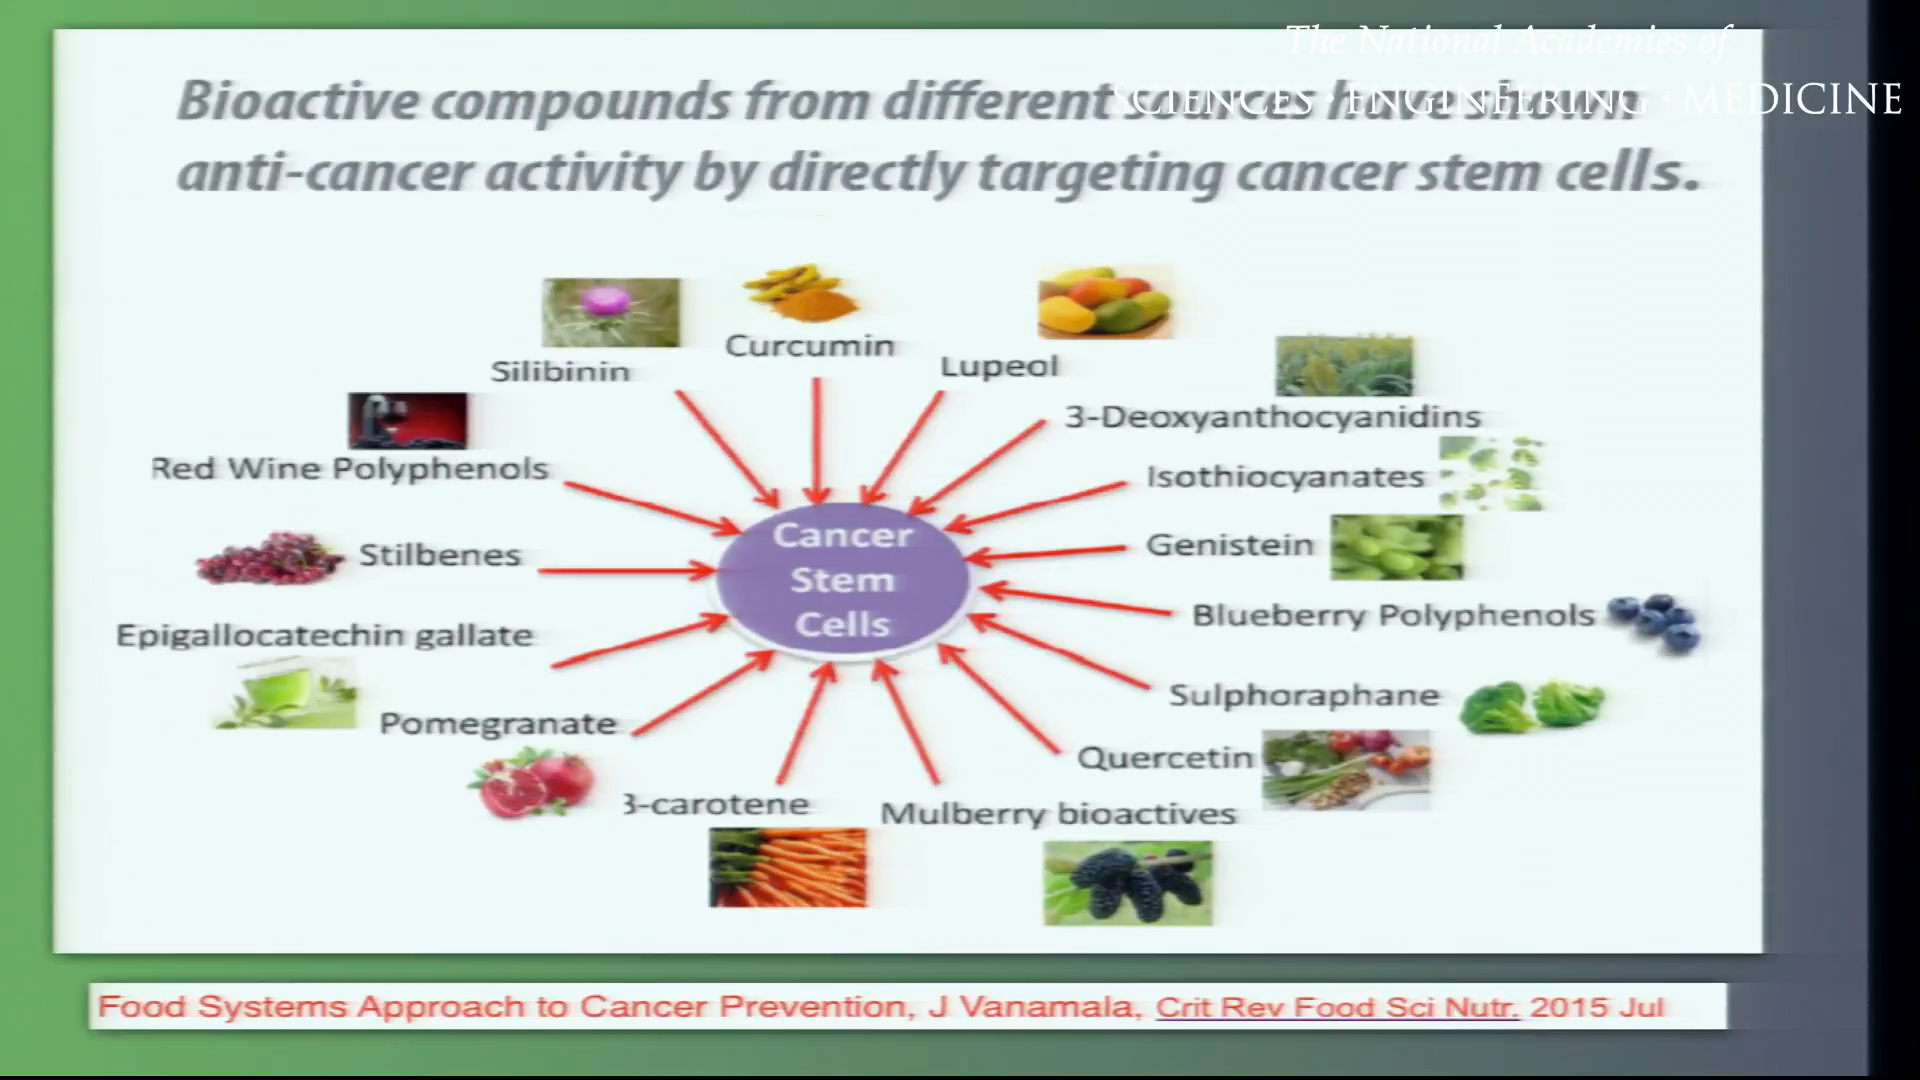 The National Academies of
SCIENCES · ENGINEERING · MEDICINE
Bioactive compounds from different sources have shown
anti-cancer activity by directly targeting cancer stem cells.
Silibinin
Curcumin
Lupeol
3-Deoxyanthocyanidins
Red Wine Polyphenols
Isothiocyanates
Stilbenes
Cancer
Stem
Cells
Genistein
Epigallocatechin gallate
Blueberry Polyphenols
Pomegranate
Sulphoraphane
Quercetin
β-carotene
Mulberry bioactives
Food Systems Approach to Cancer Prevention, J Vanamala, Crit Rev Food Sci Nutr. 2015 Jul